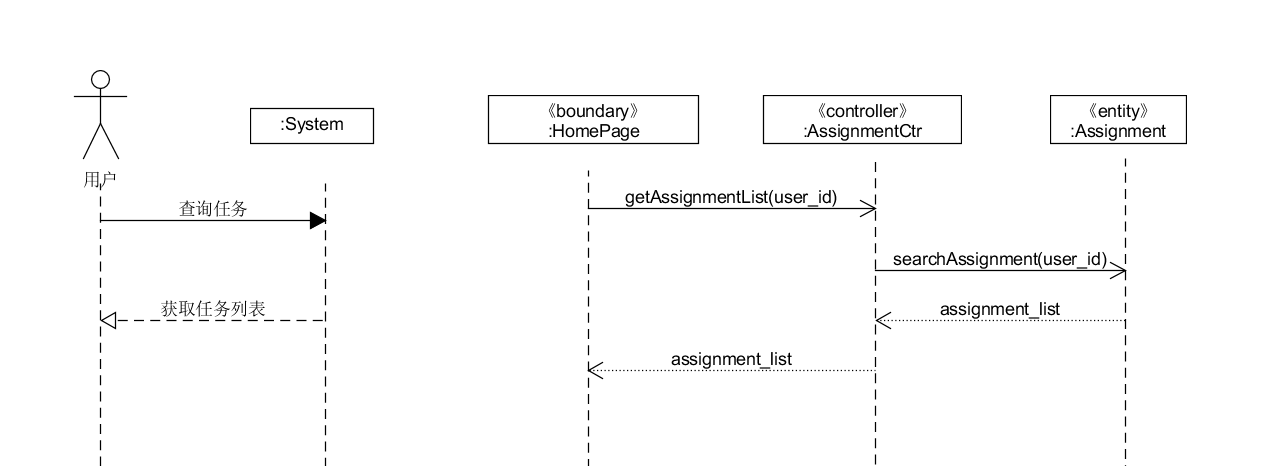 《boundary》
:HomePage
《controller》
:AssignmentCtr
《entity》
:Assignment
:System
用户
查询任务
getAssignmentList(user_id)
searchAssignment(user_id)
获取任务列表
assignment_list
assignment_list